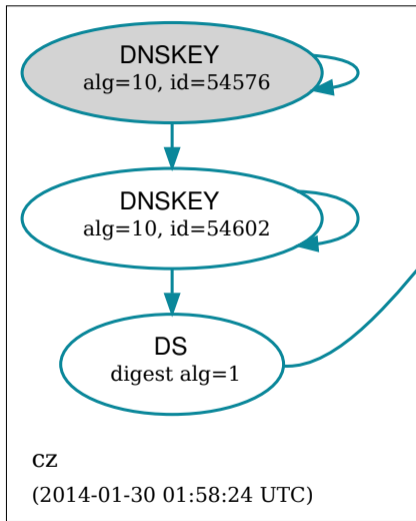 DNSKEY
alg=10, id=54576
DNSKEY
alg=10, id=54602
DS
digest alg=1
cz
(2014-01-30 01:58:24 UTC)